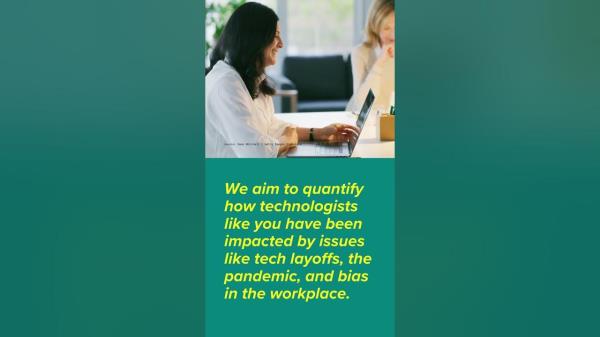 We aim to quantify
how technologists
like you have been
impacted by issues
like tech layoffs, the
pandemic, and bias
in the workplace.